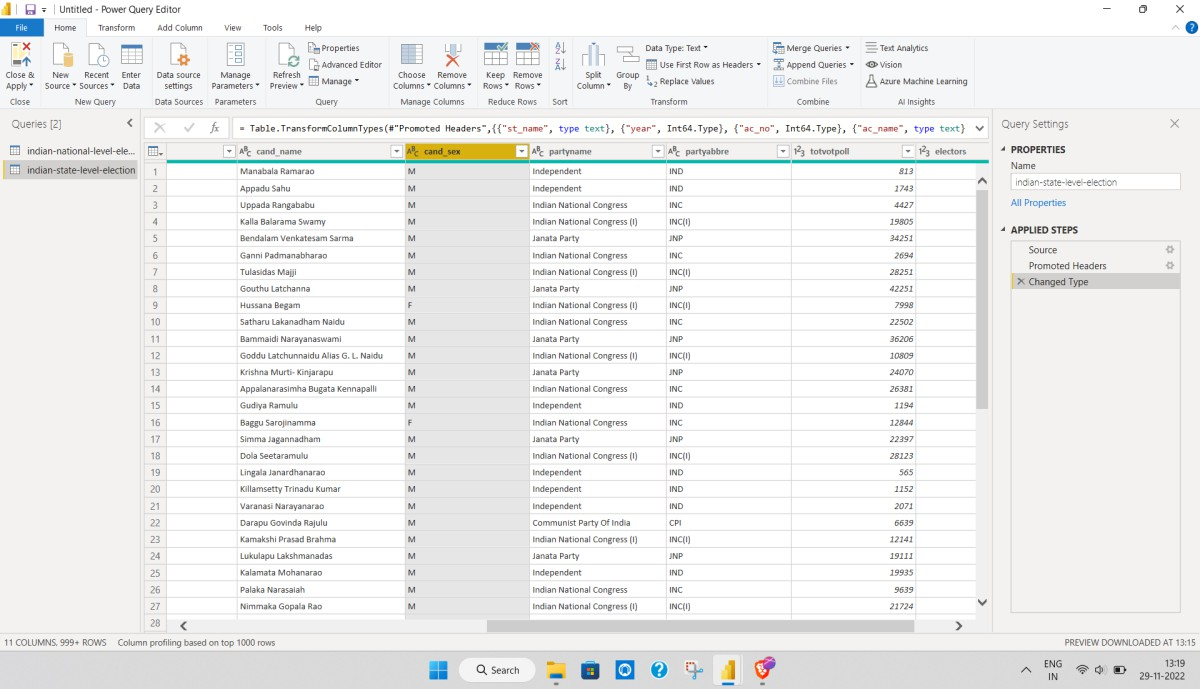 Untitled - Power Query Editor
File Home Transform Add Column View Tools Help
Close & Apply New Source Recent Sources Enter Data Data source settings Manage Parameters Refresh Preview Properties Advanced Editor Manage Choose Columns Remove Columns Keep Rows Remove Rows Split Column Group By Data Type: Text Use First Row as Headers Replace Values Merge Queries Append Queries Combine Files Text Analytics Vision Azure Machine Learning
Close New Query Data Sources Parameters Query Manage Columns Reduce Rows Sort Transform Combine AI Insights
Queries [2]
indian-national-level-ele...
indian-state-level-election
fx = Table.TransformColumnTypes(#"Promoted Headers",{{"st_name", type text}, {"year", Int64.Type}, {"ac_no", Int64.Type}, {"ac_name", type text}
ABC cand_name ABC cand_sex ABC partyname ABC partyabbre 123 totvotpoll 123 electors
1 Manabala Ramarao M Independent IND 813
2 Appadu Sahu M Independent IND 1743
3 Uppada Rangababu M Indian National Congress INC 4427
4 Kalla Balarama Swamy M Indian National Congress (I) INC(I) 19805
5 Bendalam Venkatesam Sarma M Janata Party JNP 34251
6 Ganni Padmanabharao M Indian National Congress INC 2694
7 Tulasidas Majji M Indian National Congress (I) INC(I) 28251
8 Gouthu Latchanna M Janata Party JNP 42251
9 Hussana Begam F Indian National Congress (I) INC(I) 7998
10 Satharu Lakanadham Naidu M Indian National Congress INC 22502
11 Bammaidi Narayanaswami M Janata Party JNP 36206
12 Goddu Latchunnaidu Alias G. L. Naidu M Indian National Congress (I) INC(I) 10809
13 Krishna Murti- Kinjarapu M Janata Party JNP 24070
14 Appalanarasimha Bugata Kennapalli M Indian National Congress INC 26381
15 Gudiya Ramulu M Independent IND 1194
16 Baggu Sarojinamma F Indian National Congress INC 12844
17 Simma Jagannadham M Janata Party JNP 22397
18 Dola Seetaramulu M Indian National Congress (I) INC(I) 28123
19 Lingala Janardhanarao M Independent IND 565
20 Killamsetty Trinadu Kumar M Independent IND 1152
21 Varanasi Narayanarao M Independent IND 2071
22 Darapu Govinda Rajulu M Communist Party Of India CPI 6639
23 Kamakshi Prasad Brahma M Indian National Congress (I) INC(I) 12141
24 Lukulapu Lakshmanadas M Janata Party JNP 19111
25 Kalamata Mohanarao M Independent IND 19935
26 Palaka Narasaiah M Indian National Congress INC 9639
27 Nimmaka Gopala Rao M Indian National Congress (I) INC(I) 21724
28
Query Settings
PROPERTIES
Name
indian-state-level-election
All Properties
APPLIED STEPS
Source
Promoted Headers
Changed Type
11 COLUMNS, 999+ ROWS Column profiling based on top 1000 rows PREVIEW DOWNLOADED AT 13:15
Search
ENG
IN
13:19
29-11-2022